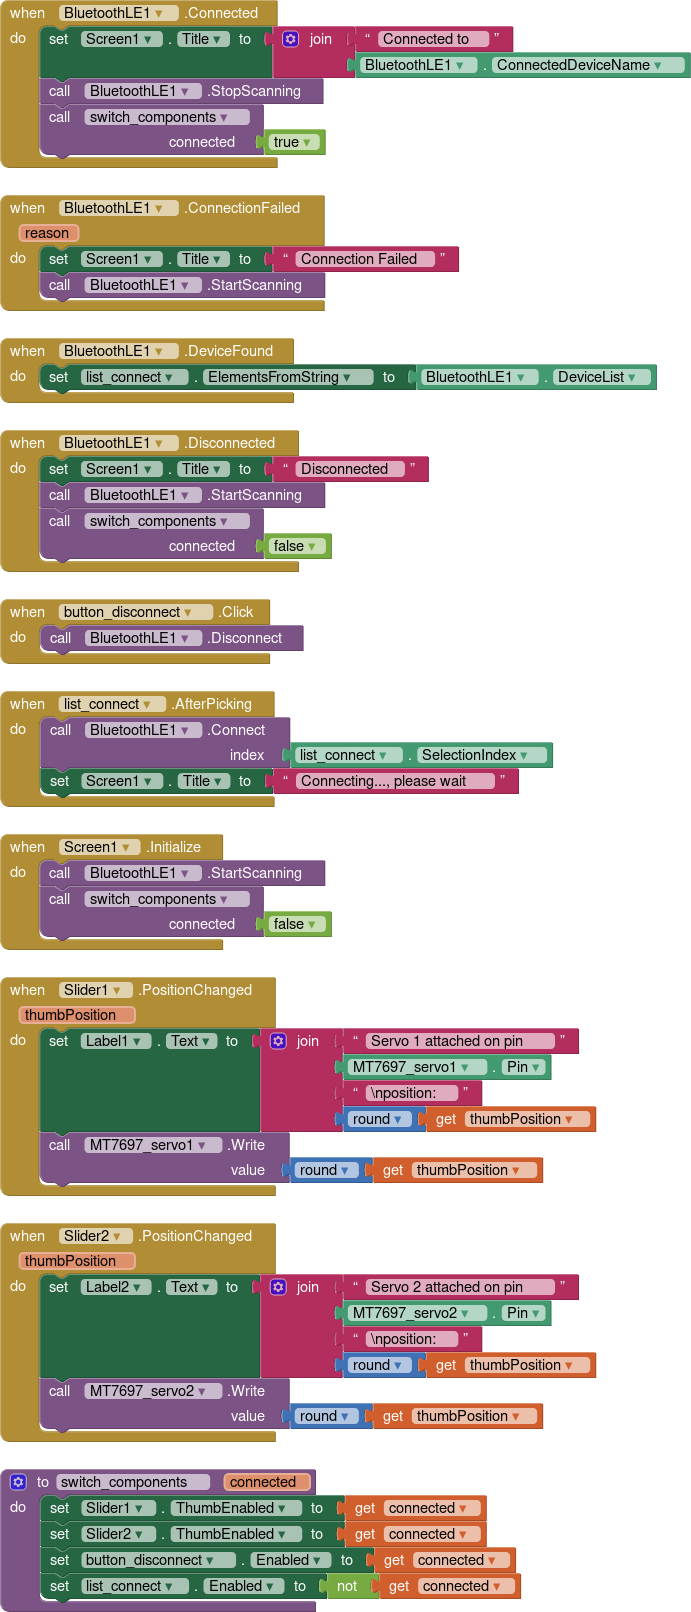 when BluetoothLE1 .Connected
do set Screen1 . Title to join “ Connected to ”
BluetoothLE1 . ConnectedDeviceName
call BluetoothLE1 .StopScanning
call switch_components
connected true
when BluetoothLE1 .ConnectionFailed
reason
do set Screen1 . Title to “ Connection Failed ”
call BluetoothLE1 .StartScanning
when BluetoothLE1 .DeviceFound
do set list_connect . ElementsFromString to BluetoothLE1 . DeviceList
when BluetoothLE1 .Disconnected
do set Screen1 . Title to “ Disconnected ”
call BluetoothLE1 .StartScanning
call switch_components
connected false
when button_disconnect .Click
do call BluetoothLE1 .Disconnect
when list_connect .AfterPicking
do call BluetoothLE1 .Connect
index list_connect . SelectionIndex
set Screen1 . Title to “ Connecting..., please wait ”
when Screen1 .Initialize
do call BluetoothLE1 .StartScanning
call switch_components
connected false
when Slider1 .PositionChanged
thumbPosition
do set Label1 . Text to join “ Servo 1 attached on pin ”
MT7697_servo1 . Pin
“ \nposition: ”
round get thumbPosition
call MT7697_servo1 .Write
value round get thumbPosition
when Slider2 .PositionChanged
thumbPosition
do set Label2 . Text to join “ Servo 2 attached on pin ”
MT7697_servo2 . Pin
“ \nposition: ”
round get thumbPosition
call MT7697_servo2 .Write
value round get thumbPosition
to switch_components connected
do set Slider1 . ThumbEnabled to get connected
set Slider2 . ThumbEnabled to get connected
set button_disconnect . Enabled to get connected
set list_connect . Enabled to not get connected